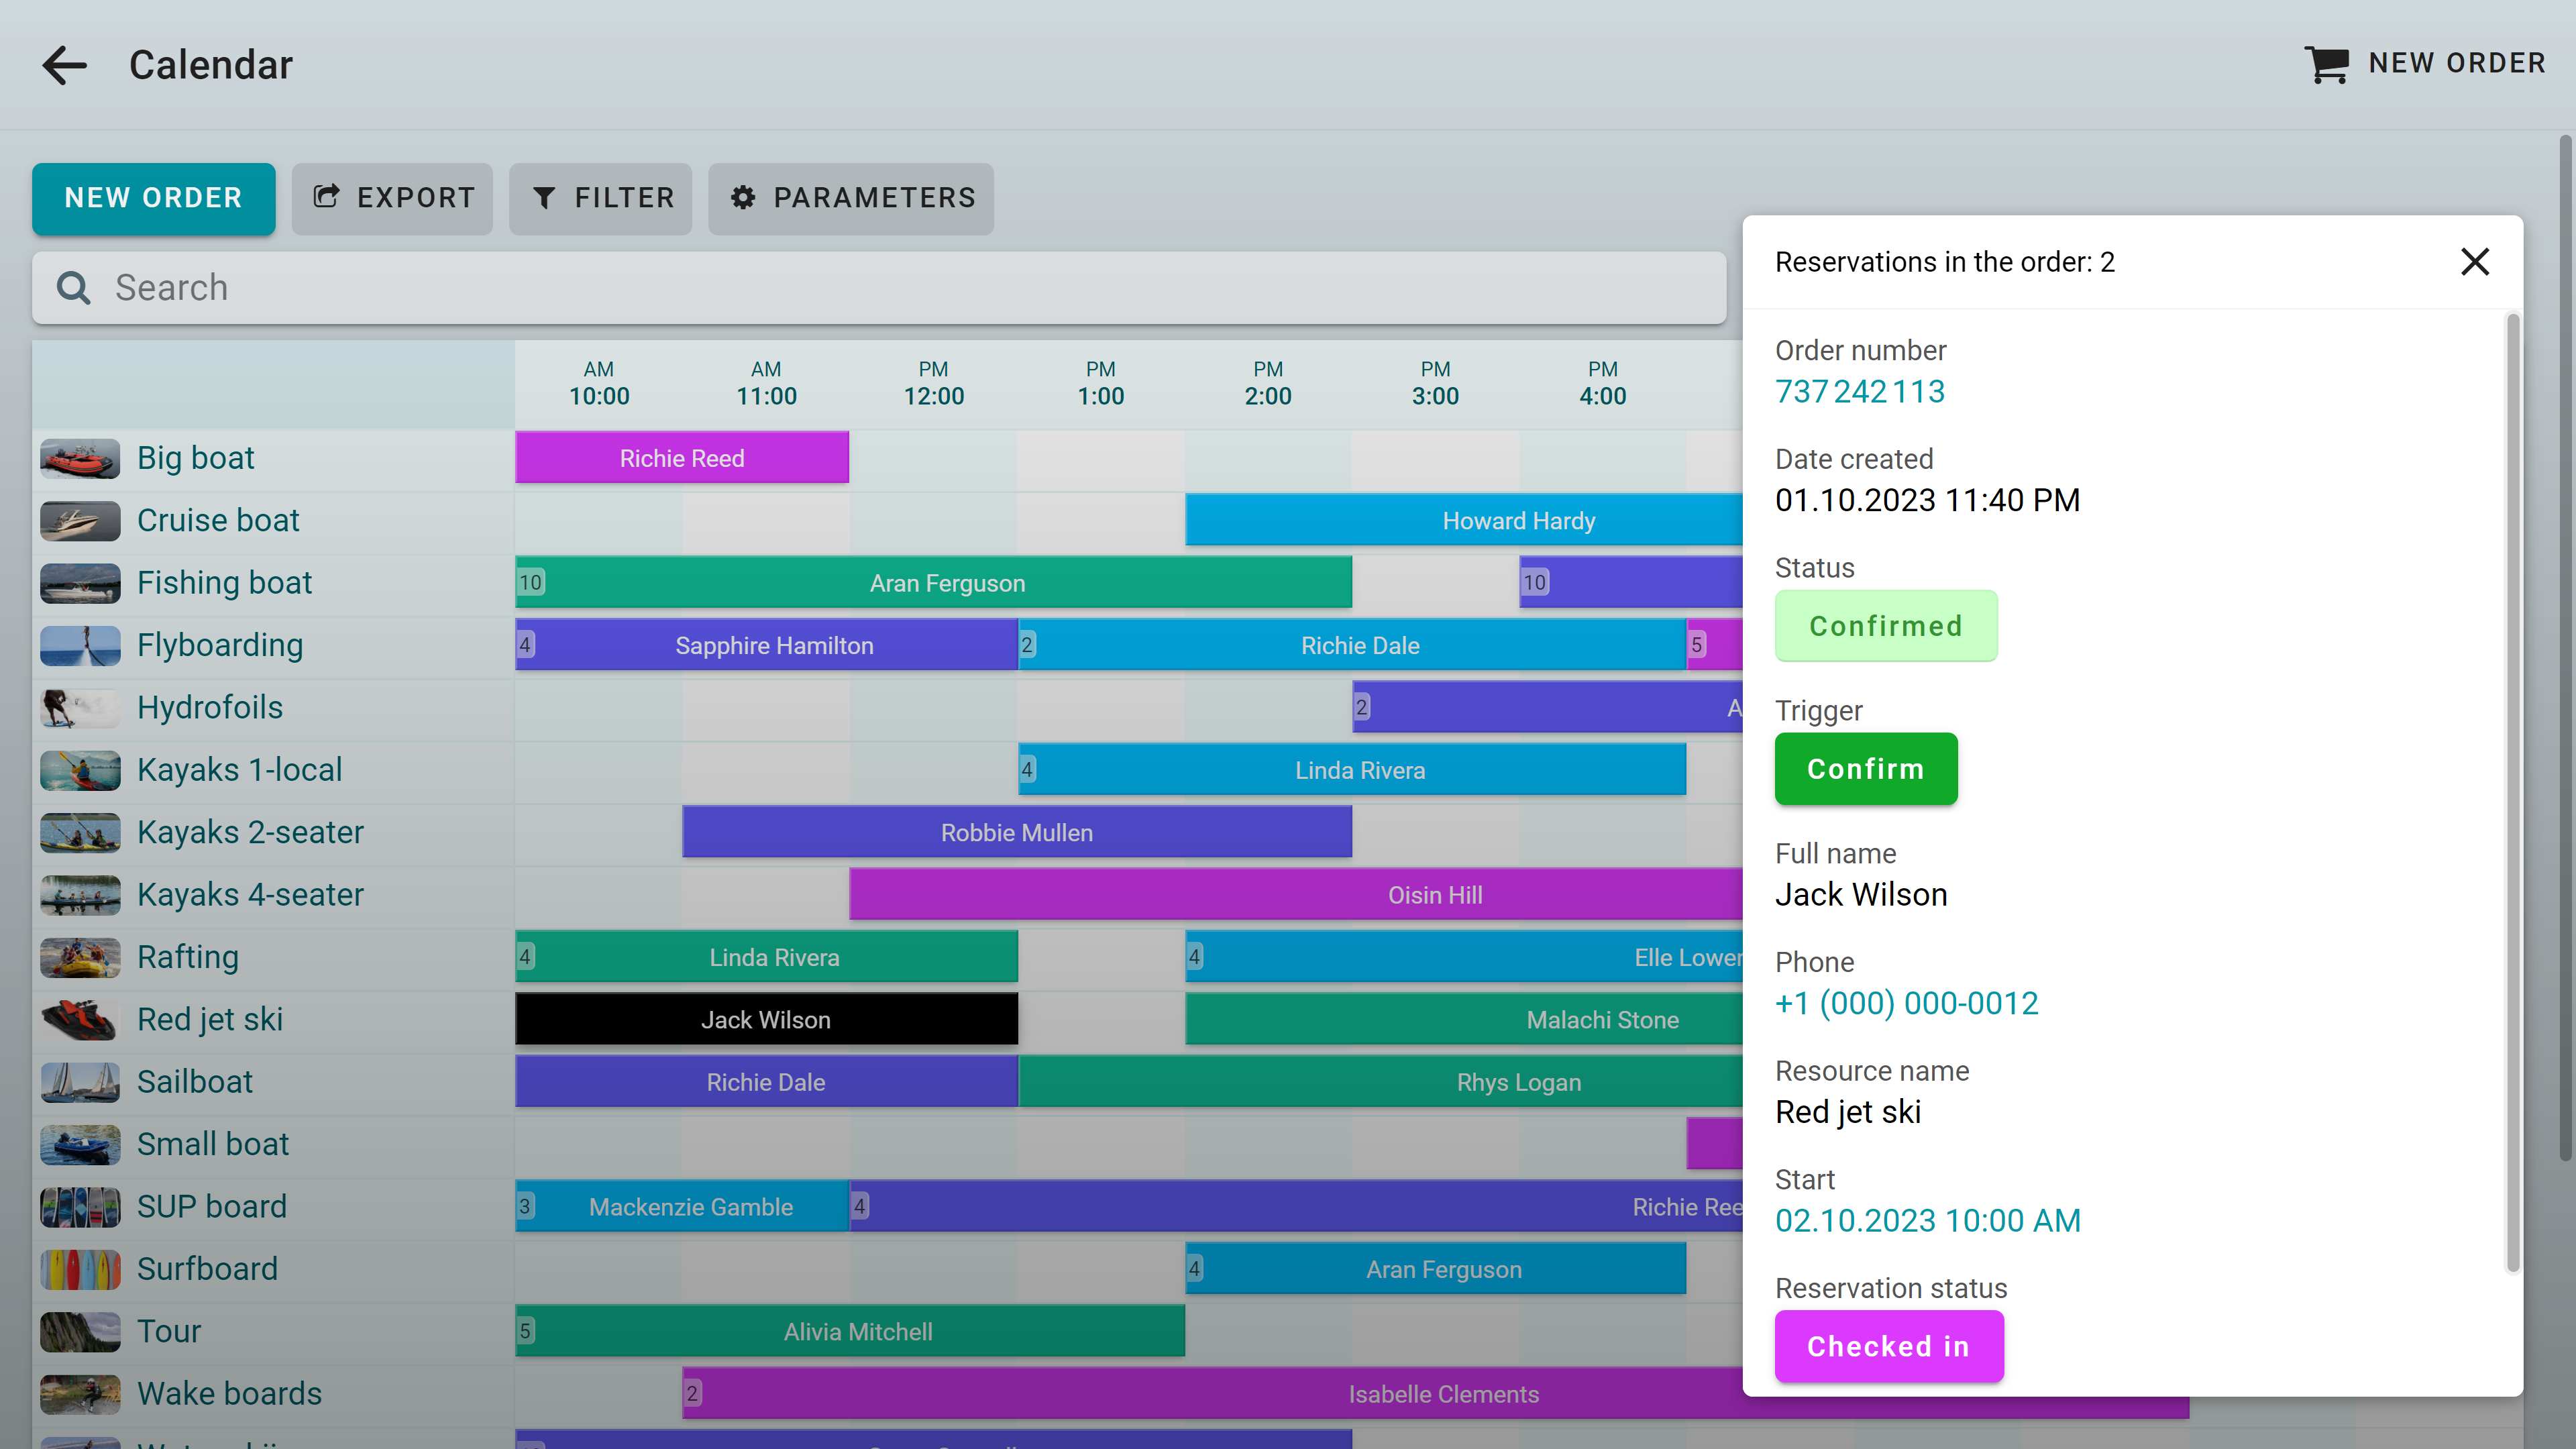 Calendar
NEW ORDER
NEW ORDER
EXPORT
FILTER
PARAMETERS
Search
AM
10:00
AM
11:00
PM
12:00
PM
1:00
PM
2:00
PM
3:00
PM
4:00
Big boat
Richie Reed
Cruise boat
Howard Hardy
Fishing boat
10
Aran Ferguson
10
Flyboarding
4
Sapphire Hamilton
2
Richie Dale
5
Hydrofoils
2
A
Kayaks 1-local
4
Linda Rivera
Kayaks 2-seater
Robbie Mullen
Kayaks 4-seater
Oisin Hill
Rafting
4
Linda Rivera
4
Elle Lower
Red jet ski
Jack Wilson
Malachi Stone
Sailboat
Richie Dale
Rhys Logan
Small boat
SUP board
3
Mackenzie Gamble
4
Richie Ree
Surfboard
4
Aran Ferguson
Tour
5
Alivia Mitchell
Wake boards
2
Isabelle Clements
Reservations in the order: 2
Order number
737 242 113
Date created
01.10.2023 11:40 PM
Status
Confirmed
Trigger
Confirm
Full name
Jack Wilson
Phone
+1 (000) 000-0012
Resource name
Red jet ski
Start
02.10.2023 10:00 AM
Reservation status
Checked in